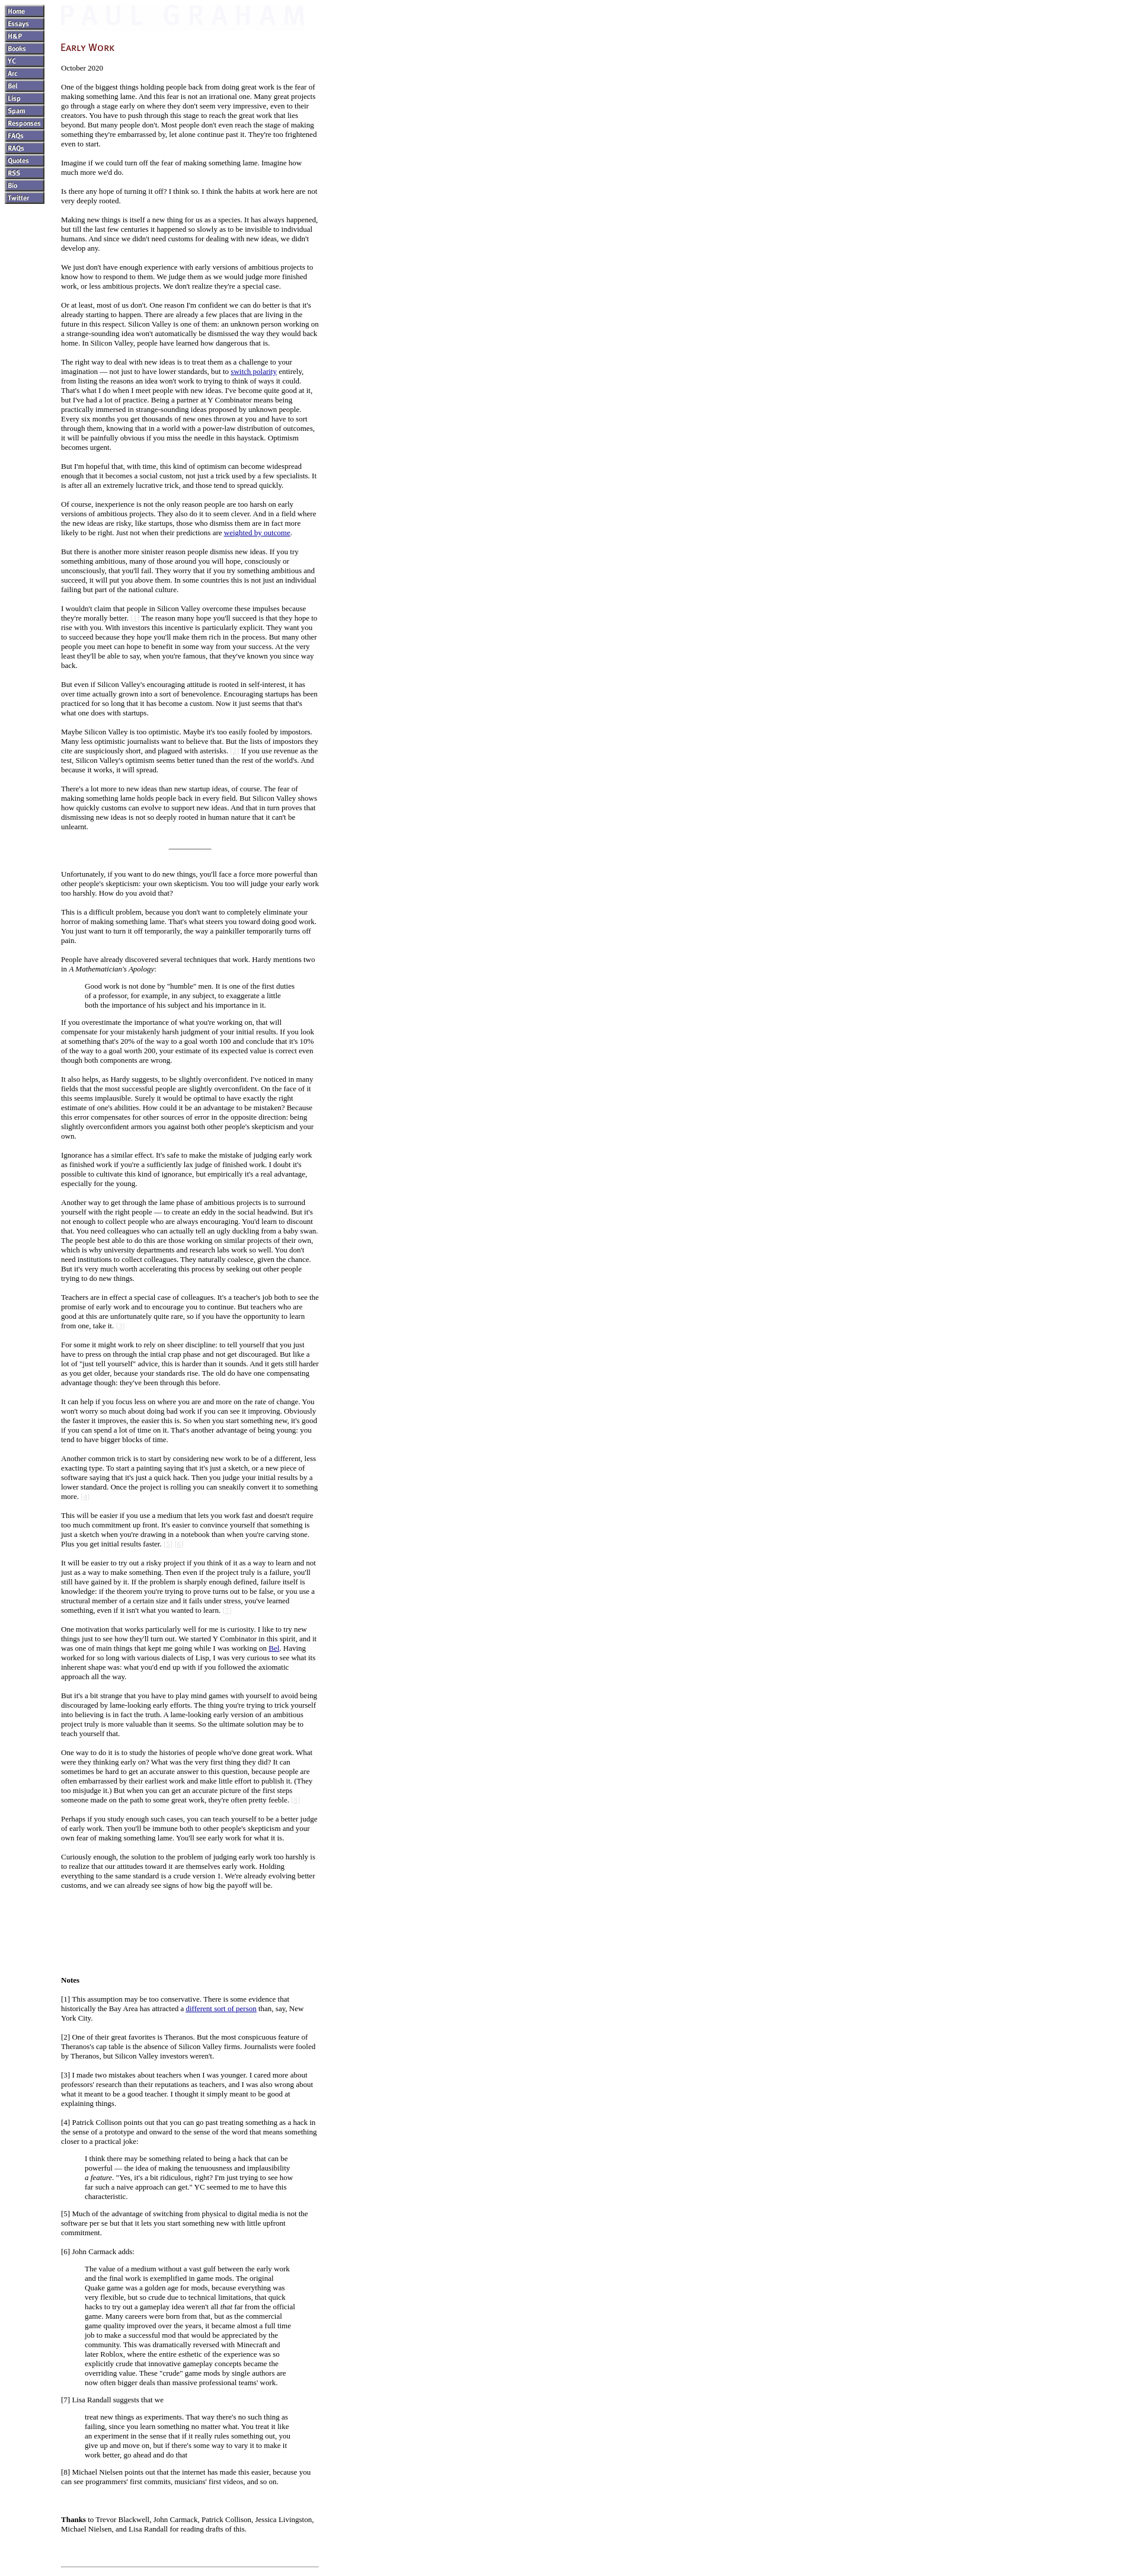 Home
Essays
H&P
Books
YC
Arc
Bel
Lisp
Spam
Responses
FAQs
RAQs
Quotes
RSS
Bio
Twitter
PAUL GRAHAM
Early Work
October 2020
One of the biggest things holding people back from doing great work is the fear of
making something lame. And this fear is not an irrational one. Many great projects
go through a stage early on where they don't seem very impressive, even to their
creators. You have to push through this stage to reach the great work that lies
beyond. But many people don't. Most people don't even reach the stage of making
something they're embarrassed by, let alone continue past it. They're too frightened
even to start.
Imagine if we could turn off the fear of making something lame. Imagine how
much more we'd do.
Is there any hope of turning it off? I think so. I think the habits at work here are not
very deeply rooted.
Making new things is itself a new thing for us as a species. It has always happened,
but till the last few centuries it happened so slowly as to be invisible to individual
humans. And since we didn't need customs for dealing with new ideas, we didn't
develop any.
We just don't have enough experience with early versions of ambitious projects to
know how to respond to them. We judge them as we would judge more finished
work, or less ambitious projects. We don't realize they're a special case.
Or at least, most of us don't. One reason I'm confident we can do better is that it's
already starting to happen. There are already a few places that are living in the
future in this respect. Silicon Valley is one of them: an unknown person working on
a strange-sounding idea won't automatically be dismissed the way they would back
home. In Silicon Valley, people have learned how dangerous that is.
The right way to deal with new ideas is to treat them as a challenge to your
imagination — not just to have lower standards, but to switch polarity entirely,
from listing the reasons an idea won't work to trying to think of ways it could.
That's what I do when I meet people with new ideas. I've become quite good at it,
but I've had a lot of practice. Being a partner at Y Combinator means being
practically immersed in strange-sounding ideas proposed by unknown people.
Every six months you get thousands of new ones thrown at you and have to sort
through them, knowing that in a world with a power-law distribution of outcomes,
it will be painfully obvious if you miss the needle in this haystack. Optimism
becomes urgent.
But I'm hopeful that, with time, this kind of optimism can become widespread
enough that it becomes a social custom, not just a trick used by a few specialists. It
is after all an extremely lucrative trick, and those tend to spread quickly.
Of course, inexperience is not the only reason people are too harsh on early
versions of ambitious projects. They also do it to seem clever. And in a field where
the new ideas are risky, like startups, those who dismiss them are in fact more
likely to be right. Just not when their predictions are weighted by outcome.
But there is another more sinister reason people dismiss new ideas. If you try
something ambitious, many of those around you will hope, consciously or
unconsciously, that you'll fail. They worry that if you try something ambitious and
succeed, it will put you above them. In some countries this is not just an individual
failing but part of the national culture.
I wouldn't claim that people in Silicon Valley overcome these impulses because
they're morally better. [1] The reason many hope you'll succeed is that they hope to
rise with you. With investors this incentive is particularly explicit. They want you
to succeed because they hope you'll make them rich in the process. But many other
people you meet can hope to benefit in some way from your success. At the very
least they'll be able to say, when you're famous, that they've known you since way
back.
But even if Silicon Valley's encouraging attitude is rooted in self-interest, it has
over time actually grown into a sort of benevolence. Encouraging startups has been
practiced for so long that it has become a custom. Now it just seems that that's
what one does with startups.
Maybe Silicon Valley is too optimistic. Maybe it's too easily fooled by impostors.
Many less optimistic journalists want to believe that. But the lists of impostors they
cite are suspiciously short, and plagued with asterisks. [2] If you use revenue as the
test, Silicon Valley's optimism seems better tuned than the rest of the world's. And
because it works, it will spread.
There's a lot more to new ideas than new startup ideas, of course. The fear of
making something lame holds people back in every field. But Silicon Valley shows
how quickly customs can evolve to support new ideas. And that in turn proves that
dismissing new ideas is not so deeply rooted in human nature that it can't be
unlearnt.
Unfortunately, if you want to do new things, you'll face a force more powerful than
other people's skepticism: your own skepticism. You too will judge your early work
too harshly. How do you avoid that?
This is a difficult problem, because you don't want to completely eliminate your
horror of making something lame. That's what steers you toward doing good work.
You just want to turn it off temporarily, the way a painkiller temporarily turns off
pain.
People have already discovered several techniques that work. Hardy mentions two
in A Mathematician's Apology:
Good work is not done by "humble" men. It is one of the first duties
of a professor, for example, in any subject, to exaggerate a little
both the importance of his subject and his importance in it.
If you overestimate the importance of what you're working on, that will
compensate for your mistakenly harsh judgment of your initial results. If you look
at something that's 20% of the way to a goal worth 100 and conclude that it's 10%
of the way to a goal worth 200, your estimate of its expected value is correct even
though both components are wrong.
It also helps, as Hardy suggests, to be slightly overconfident. I've noticed in many
fields that the most successful people are slightly overconfident. On the face of it
this seems implausible. Surely it would be optimal to have exactly the right
estimate of one's abilities. How could it be an advantage to be mistaken? Because
this error compensates for other sources of error in the opposite direction: being
slightly overconfident armors you against both other people's skepticism and your
own.
Ignorance has a similar effect. It's safe to make the mistake of judging early work
as finished work if you're a sufficiently lax judge of finished work. I doubt it's
possible to cultivate this kind of ignorance, but empirically it's a real advantage,
especially for the young.
Another way to get through the lame phase of ambitious projects is to surround
yourself with the right people — to create an eddy in the social headwind. But it's
not enough to collect people who are always encouraging. You'd learn to discount
that. You need colleagues who can actually tell an ugly duckling from a baby swan.
The people best able to do this are those working on similar projects of their own,
which is why university departments and research labs work so well. You don't
need institutions to collect colleagues. They naturally coalesce, given the chance.
But it's very much worth accelerating this process by seeking out other people
trying to do new things.
Teachers are in effect a special case of colleagues. It's a teacher's job both to see the
promise of early work and to encourage you to continue. But teachers who are
good at this are unfortunately quite rare, so if you have the opportunity to learn
from one, take it. [3]
For some it might work to rely on sheer discipline: to tell yourself that you just
have to press on through the intial crap phase and not get discouraged. But like a
lot of "just tell yourself" advice, this is harder than it sounds. And it gets still harder
as you get older, because your standards rise. The old do have one compensating
advantage though: they've been through this before.
It can help if you focus less on where you are and more on the rate of change. You
won't worry so much about doing bad work if you can see it improving. Obviously
the faster it improves, the easier this is. So when you start something new, it's good
if you can spend a lot of time on it. That's another advantage of being young: you
tend to have bigger blocks of time.
Another common trick is to start by considering new work to be of a different, less
exacting type. To start a painting saying that it's just a sketch, or a new piece of
software saying that it's just a quick hack. Then you judge your initial results by a
lower standard. Once the project is rolling you can sneakily convert it to something
more. [4]
This will be easier if you use a medium that lets you work fast and doesn't require
too much commitment up front. It's easier to convince yourself that something is
just a sketch when you're drawing in a notebook than when you're carving stone.
Plus you get initial results faster. [5] [6]
It will be easier to try out a risky project if you think of it as a way to learn and not
just as a way to make something. Then even if the project truly is a failure, you'll
still have gained by it. If the problem is sharply enough defined, failure itself is
knowledge: if the theorem you're trying to prove turns out to be false, or you use a
structural member of a certain size and it fails under stress, you've learned
something, even if it isn't what you wanted to learn. [7]
One motivation that works particularly well for me is curiosity. I like to try new
things just to see how they'll turn out. We started Y Combinator in this spirit, and it
was one of main things that kept me going while I was working on Bel. Having
worked for so long with various dialects of Lisp, I was very curious to see what its
inherent shape was: what you'd end up with if you followed the axiomatic
approach all the way.
But it's a bit strange that you have to play mind games with yourself to avoid being
discouraged by lame-looking early efforts. The thing you're trying to trick yourself
into believing is in fact the truth. A lame-looking early version of an ambitious
project truly is more valuable than it seems. So the ultimate solution may be to
teach yourself that.
One way to do it is to study the histories of people who've done great work. What
were they thinking early on? What was the very first thing they did? It can
sometimes be hard to get an accurate answer to this question, because people are
often embarrassed by their earliest work and make little effort to publish it. (They
too misjudge it.) But when you can get an accurate picture of the first steps
someone made on the path to some great work, they're often pretty feeble. [8]
Perhaps if you study enough such cases, you can teach yourself to be a better judge
of early work. Then you'll be immune both to other people's skepticism and your
own fear of making something lame. You'll see early work for what it is.
Curiously enough, the solution to the problem of judging early work too harshly is
to realize that our attitudes toward it are themselves early work. Holding
everything to the same standard is a crude version 1. We're already evolving better
customs, and we can already see signs of how big the payoff will be.
Notes
[1] This assumption may be too conservative. There is some evidence that
historically the Bay Area has attracted a different sort of person than, say, New
York City.
[2] One of their great favorites is Theranos. But the most conspicuous feature of
Theranos's cap table is the absence of Silicon Valley firms. Journalists were fooled
by Theranos, but Silicon Valley investors weren't.
[3] I made two mistakes about teachers when I was younger. I cared more about
professors' research than their reputations as teachers, and I was also wrong about
what it meant to be a good teacher. I thought it simply meant to be good at
explaining things.
[4] Patrick Collison points out that you can go past treating something as a hack in
the sense of a prototype and onward to the sense of the word that means something
closer to a practical joke:
I think there may be something related to being a hack that can be
powerful — the idea of making the tenuousness and implausibility
a feature. "Yes, it's a bit ridiculous, right? I'm just trying to see how
far such a naive approach can get." YC seemed to me to have this
characteristic.
[5] Much of the advantage of switching from physical to digital media is not the
software per se but that it lets you start something new with little upfront
commitment.
[6] John Carmack adds:
The value of a medium without a vast gulf between the early work
and the final work is exemplified in game mods. The original
Quake game was a golden age for mods, because everything was
very flexible, but so crude due to technical limitations, that quick
hacks to try out a gameplay idea weren't all that far from the official
game. Many careers were born from that, but as the commercial
game quality improved over the years, it became almost a full time
job to make a successful mod that would be appreciated by the
community. This was dramatically reversed with Minecraft and
later Roblox, where the entire esthetic of the experience was so
explicitly crude that innovative gameplay concepts became the
overriding value. These "crude" game mods by single authors are
now often bigger deals than massive professional teams' work.
[7] Lisa Randall suggests that we
treat new things as experiments. That way there's no such thing as
failing, since you learn something no matter what. You treat it like
an experiment in the sense that if it really rules something out, you
give up and move on, but if there's some way to vary it to make it
work better, go ahead and do that
[8] Michael Nielsen points out that the internet has made this easier, because you
can see programmers' first commits, musicians' first videos, and so on.
Thanks to Trevor Blackwell, John Carmack, Patrick Collison, Jessica Livingston,
Michael Nielsen, and Lisa Randall for reading drafts of this.